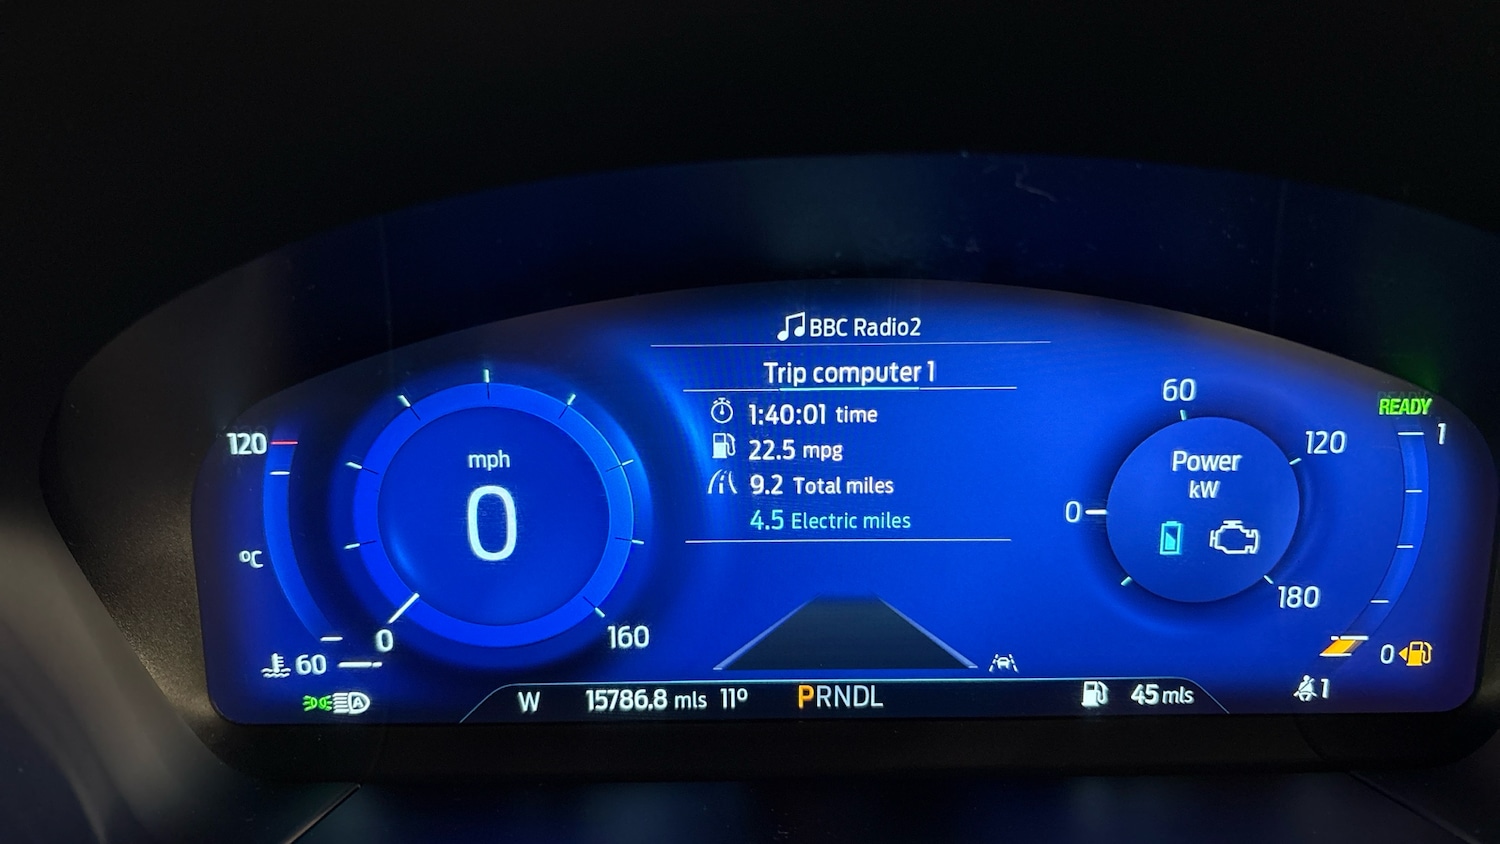 BBC Radio2
Trip computer 1
1:40:01 time
22.5 mpg
9.2 Total miles
4.5 Electric miles
120
°C
60
mph
0
0
160
60
120
Power
kW
0
180
READY
1
0
1
W 15786.8 mls 11° PRNDL 45 mls
A